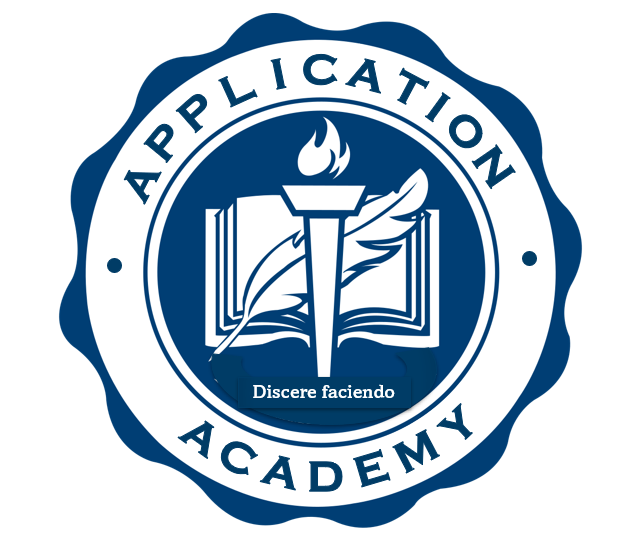 APPLICATION
Discere faciendo
ACADEMY